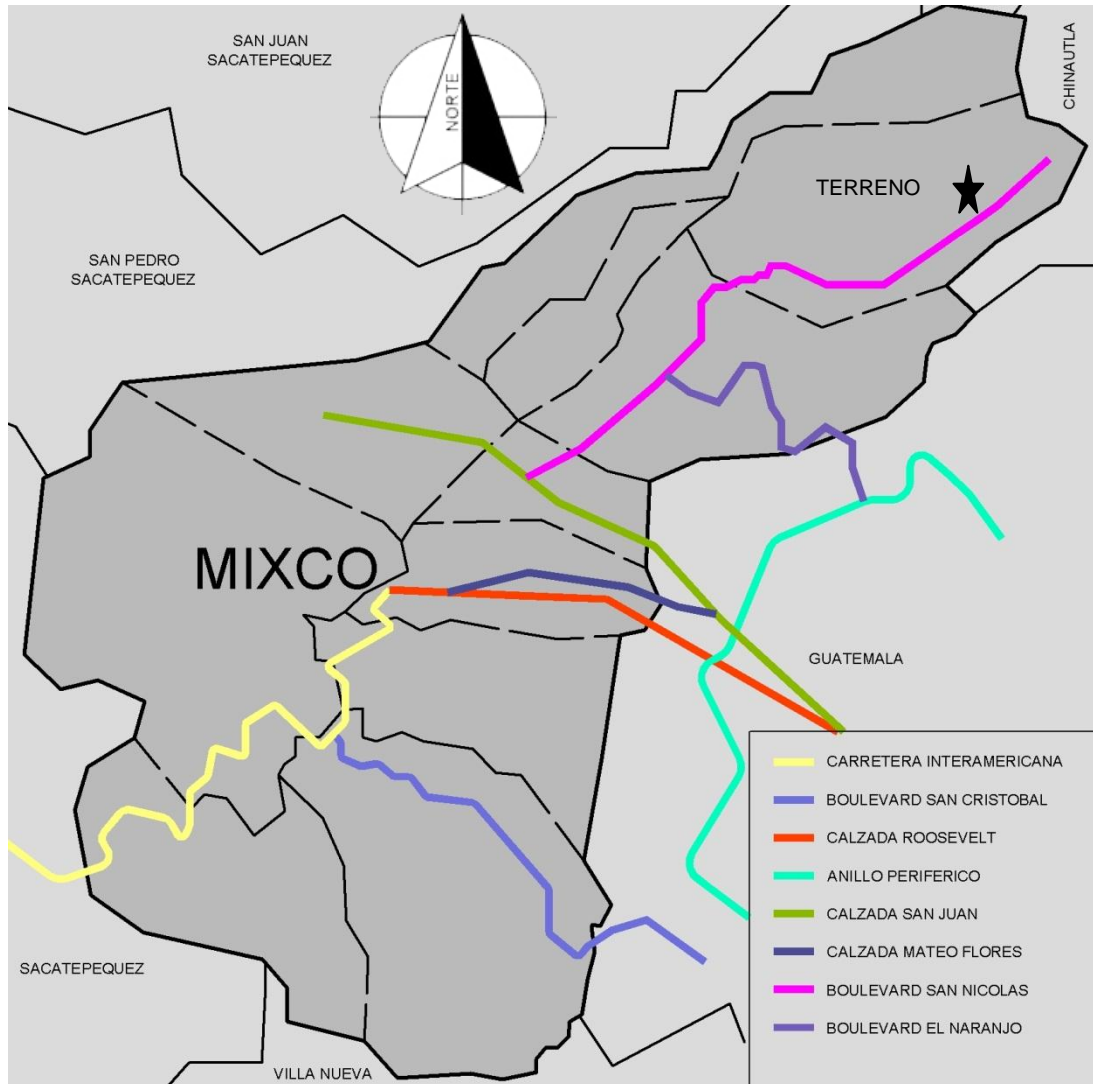 SAN JUAN
SACATEPEQUEZ
NORTE
CHINAUTLA
TERRENO
SAN PEDRO
SACATEPEQUEZ
MIXCO
GUATEMALA
CARRETERA INTERAMERICANA
BOULEVARD SAN CRISTOBAL
CALZADA ROOSEVELT
ANILLO PERIFERICO
CALZADA SAN JUAN
CALZADA MATEO FLORES
BOULEVARD SAN NICOLAS
BOULEVARD EL NARANJO
SACATEPEQUEZ
VILLA NUEVA